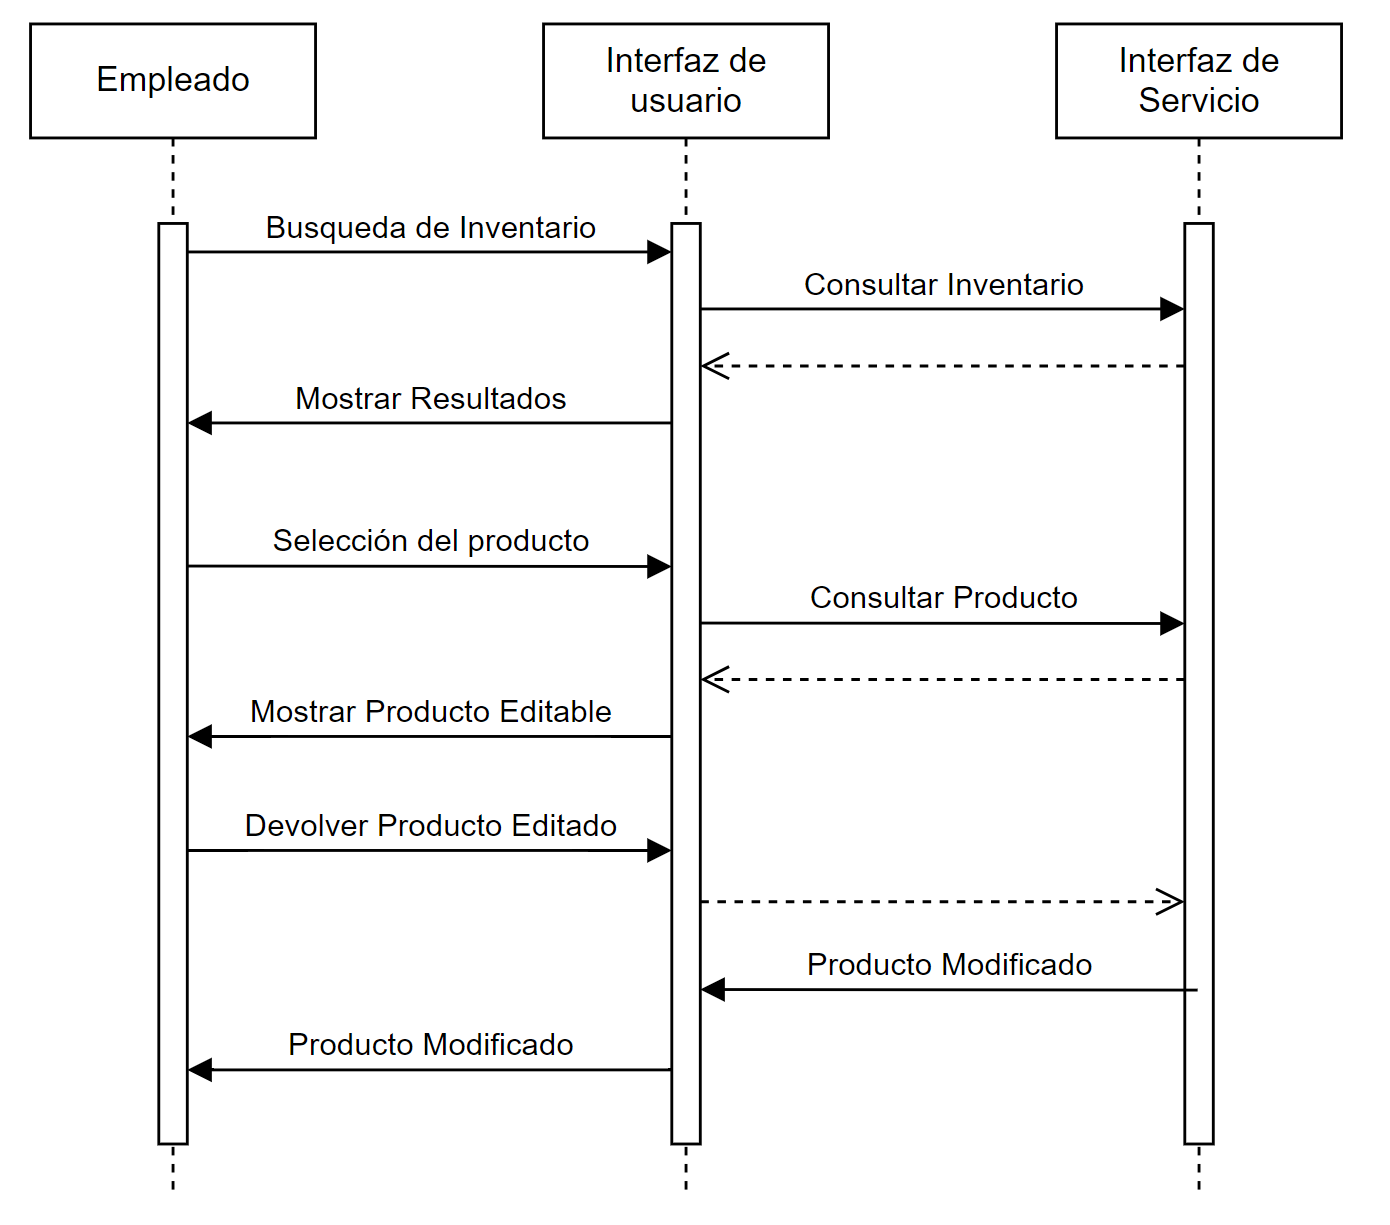 Empleado
Interfaz de
usuario
Interfaz de
Servicio
Busqueda de Inventario
Consultar Inventario
Mostrar Resultados
Selección del producto
Consultar Producto
Mostrar Producto Editable
Devolver Producto Editado
Producto Modificado
Producto Modificado